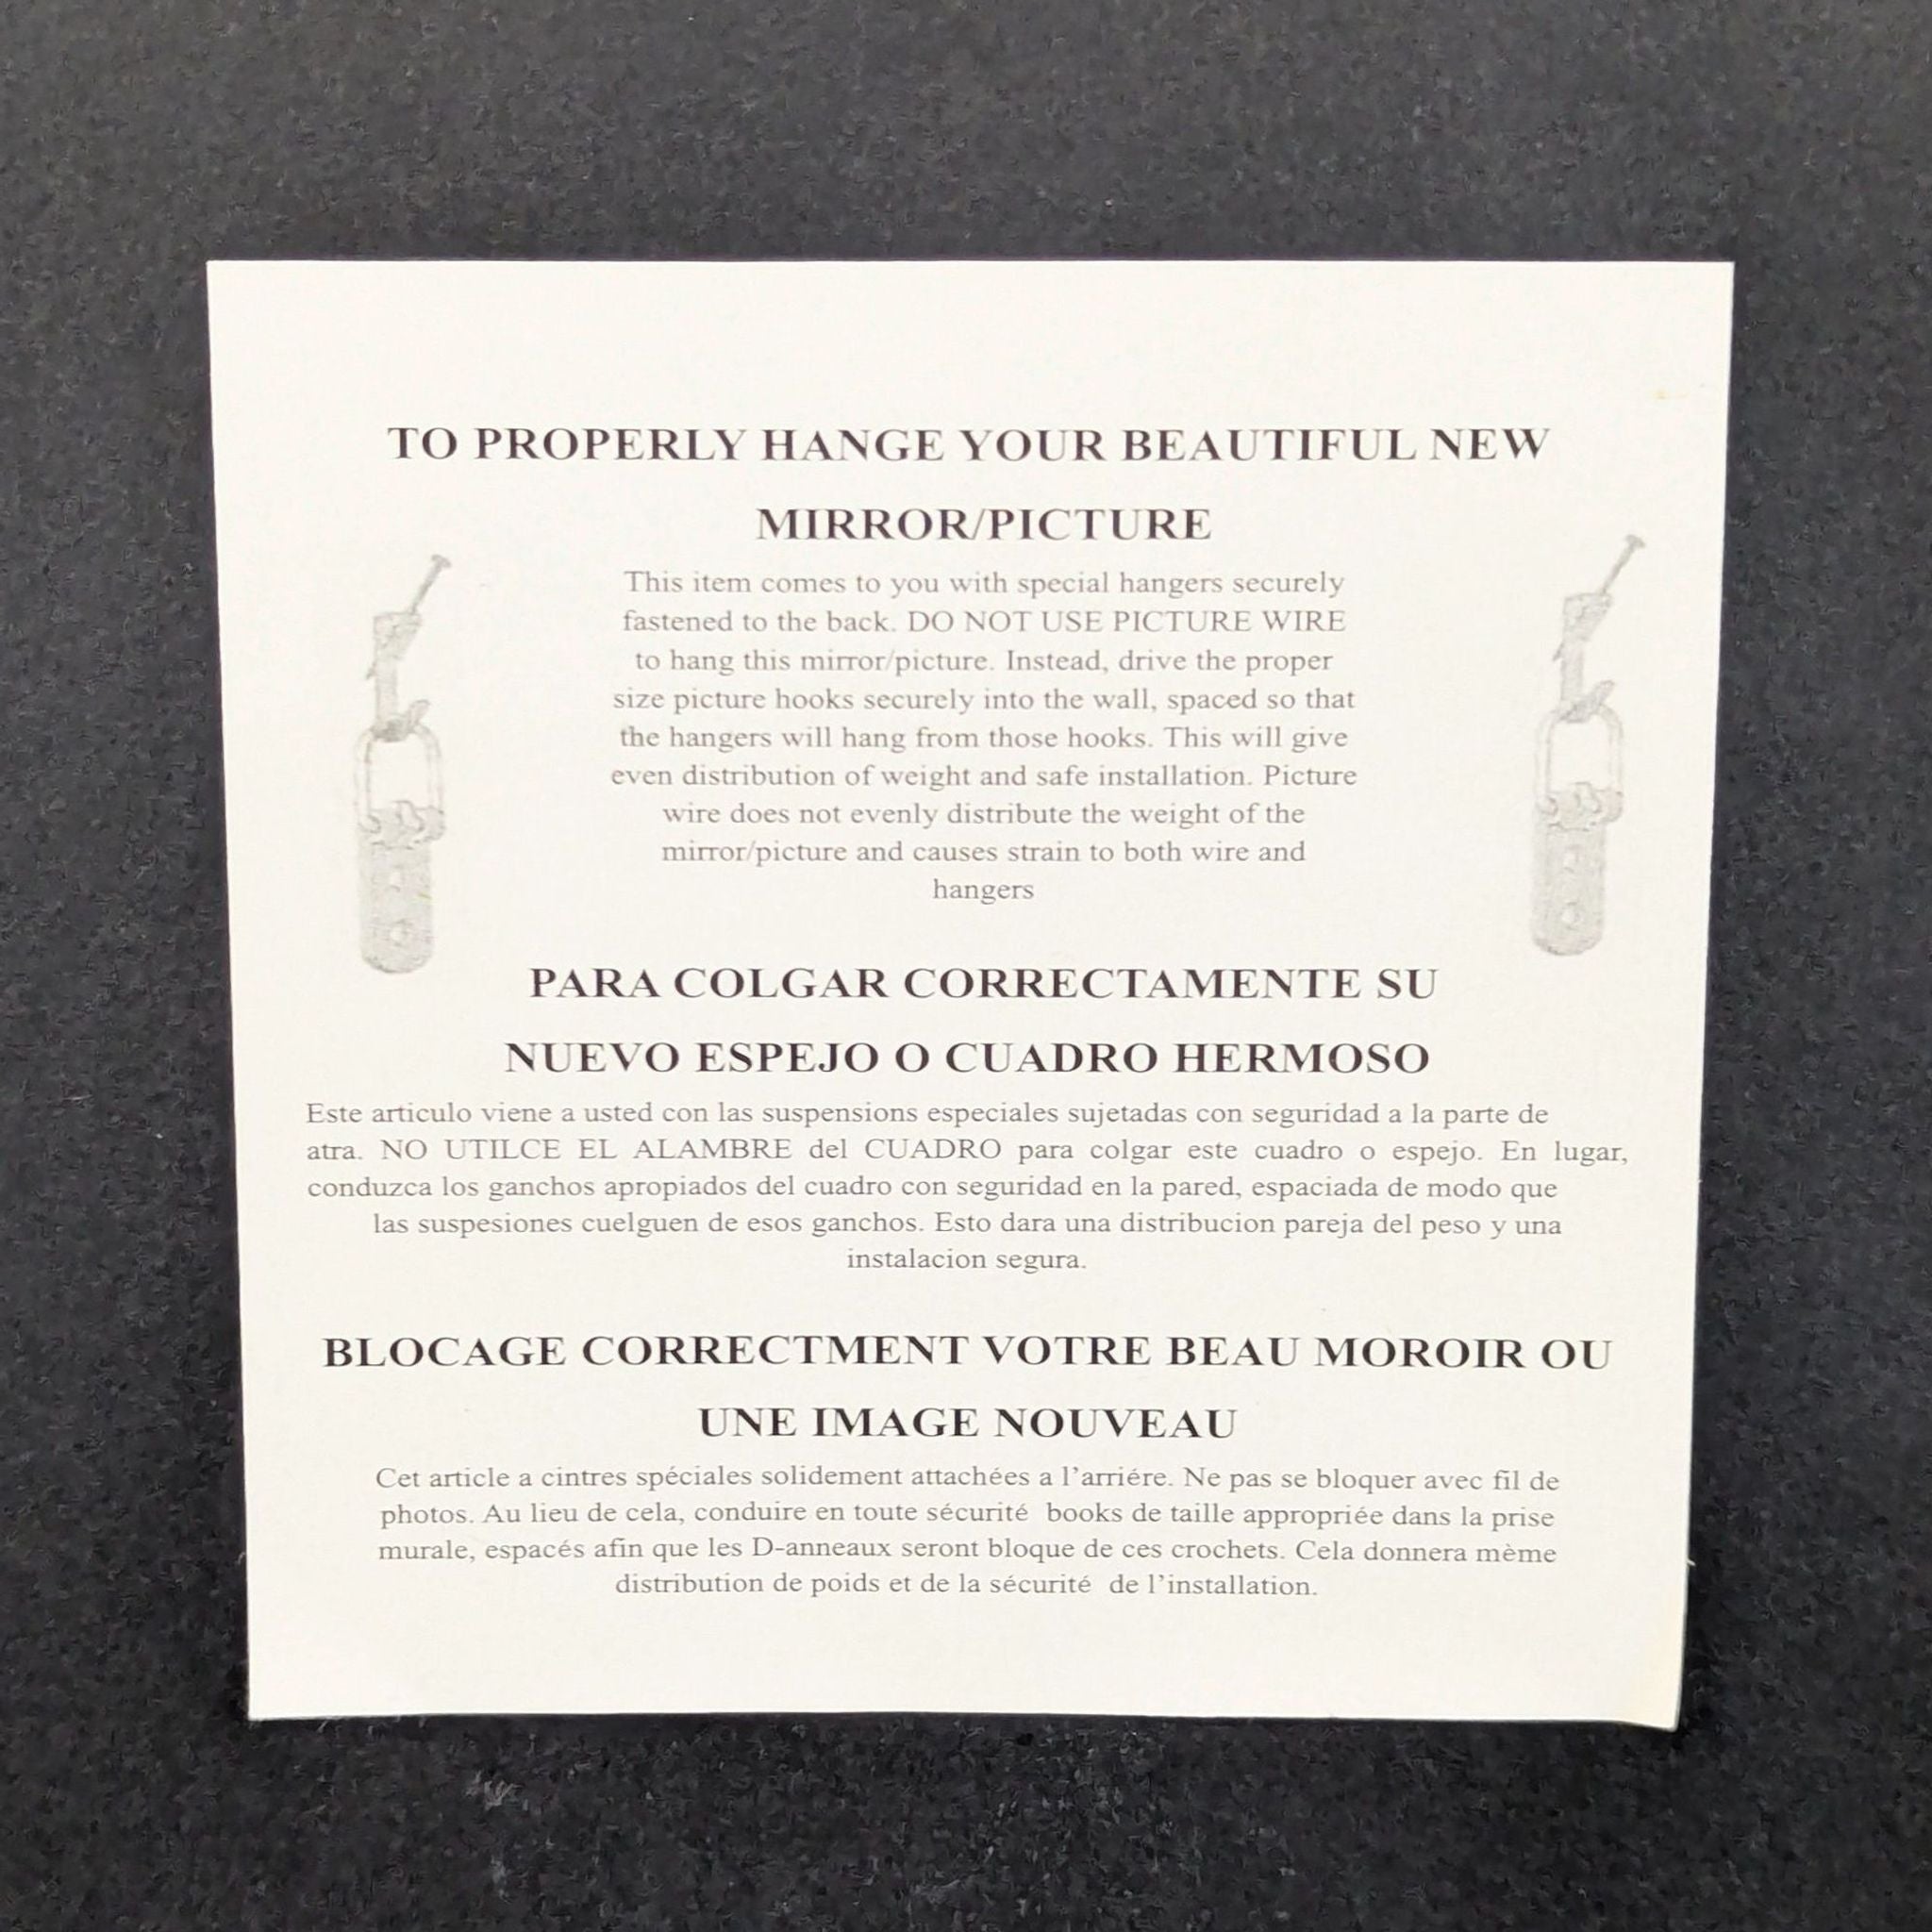 TO PROPERLY HANGE YOUR BEAUTIFUL NEW
MIRROR/PICTURE
This item comes to you with special hangers securely
fastened to the back. DO NOT USE PICTURE WIRE
to hang this mirror/picture. Instead, drive the proper
size picture hooks securely into the wall, spaced so that
the hangers will hang from those hooks. This will give
even distribution of weight and safe installation. Picture
wire does not evenly distribute the weight of the
mirror/picture and causes strain to both wire and
hangers
PARA COLGAR CORRECTAMENTE SU
NUEVO ESPEJO O CUADRO HERMOSO
Este articulo viene a usted con las suspensions especiales sujetadas con seguridad a la parte de
atra. NO UTILCE EL ALAMBRE del CUADRO para colgar este cuadro o espejo. En lugar,
conduzca los ganchos apropiados del cuadro con seguridad en la pared, espaciada de modo que
las suspesiones cuelguen de esos ganchos. Esto dara una distribucion pareja del peso y una
instalacion segura.
BLOCAGE CORRECTMENT VOTRE BEAU MOROIR OU
UNE IMAGE NOUVEAU
Cet article a cintres spéciales solidement attachées a l’arriére. Ne pas se bloquer avec fil de
photos. Au lieu de cela, conduire en toute sécurité books de taille appropriée dans la prise
murale, espacés afin que les D-anneaux seront bloque de ces crochets. Cela donnera mème
distribution de poids et de la sécurité de l’installation.